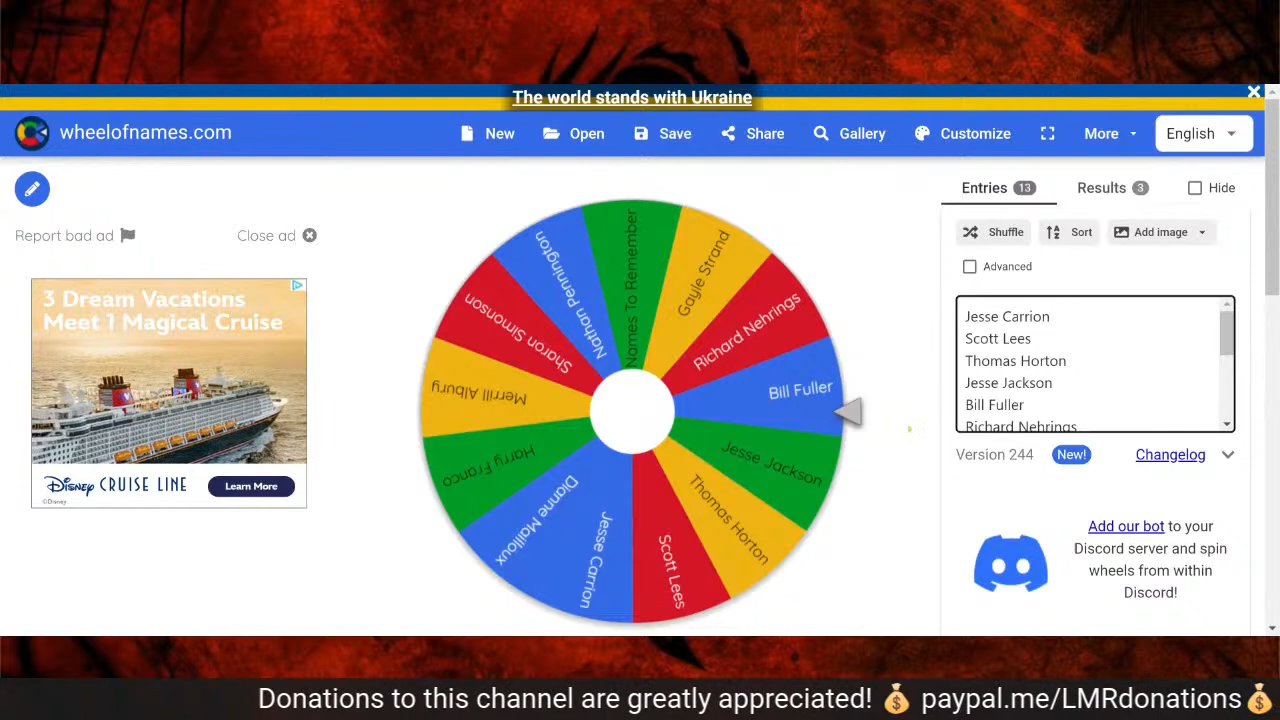 The world stands with Ukraine
wheelofnames.com
New
Open
Save
Share
Gallery
Customize
More
English
Report bad ad
Close ad
3 Dream Vacations
Meet 1 Magical Cruise
Disney CRUISE LINE
Learn More
©Disney
Names To Remember
Gayle Strand
Richard Nehrings
Bill Fuller
Jesse Jackson
Thomas Horton
Scott Lees
Jesse Carrion
Dianne Mailloux
Harry Franco
Merrill Albury
Sharon Simonson
Nathan Pennington
Entries 13
Results 3
Hide
Shuffle
Sort
Add image
Advanced
Jesse Carrion
Scott Lees
Thomas Horton
Jesse Jackson
Bill Fuller
Richard Nehrings
Version 244
New!
Changelog
Add our bot to your
Discord server and spin
wheels from within
Discord!
Donations to this channel are greatly appreciated! 💰 paypal.me/LMRdonations💰